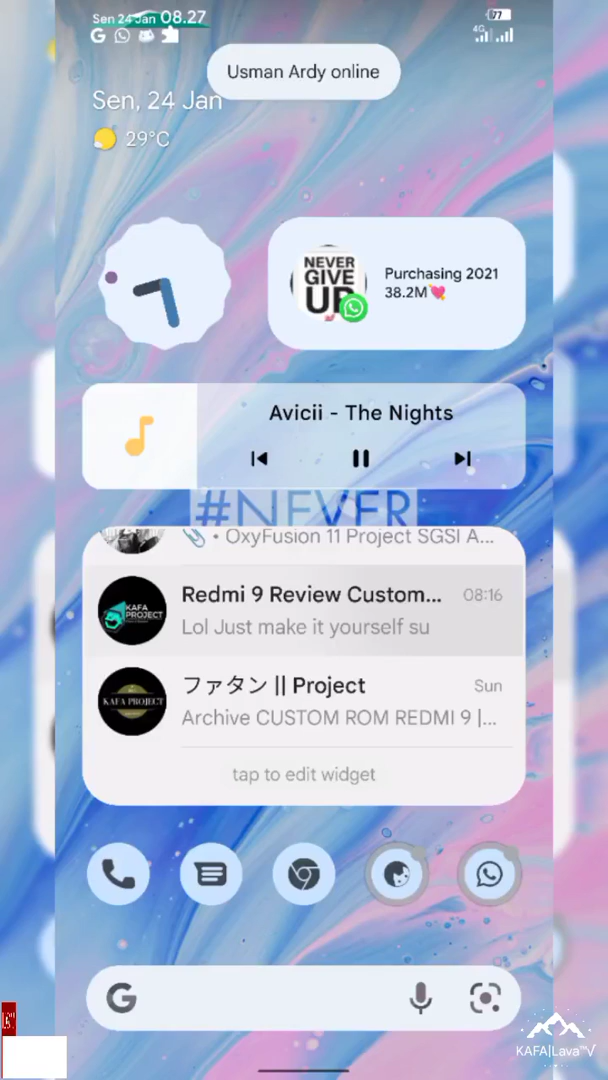 Sen 24 Jan 08.27
77
4G
Usman Ardy online
Sen, 24 Jan
29°C
NEVER
GIVE
UP
Purchasing 2021
38.2M💘
Avicii - The Nights
#NEVER
• OxyFusion 11 Project SGSI A...
Redmi 9 Review Custom... 08:16
KAFA
PROJECT
Lol Just make it yourself su
ファタン || Project Sun
KAFA PROJECT
Archive CUSTOM ROM REDMI 9 |...
tap to edit widget
G
KAFA|Lava™V